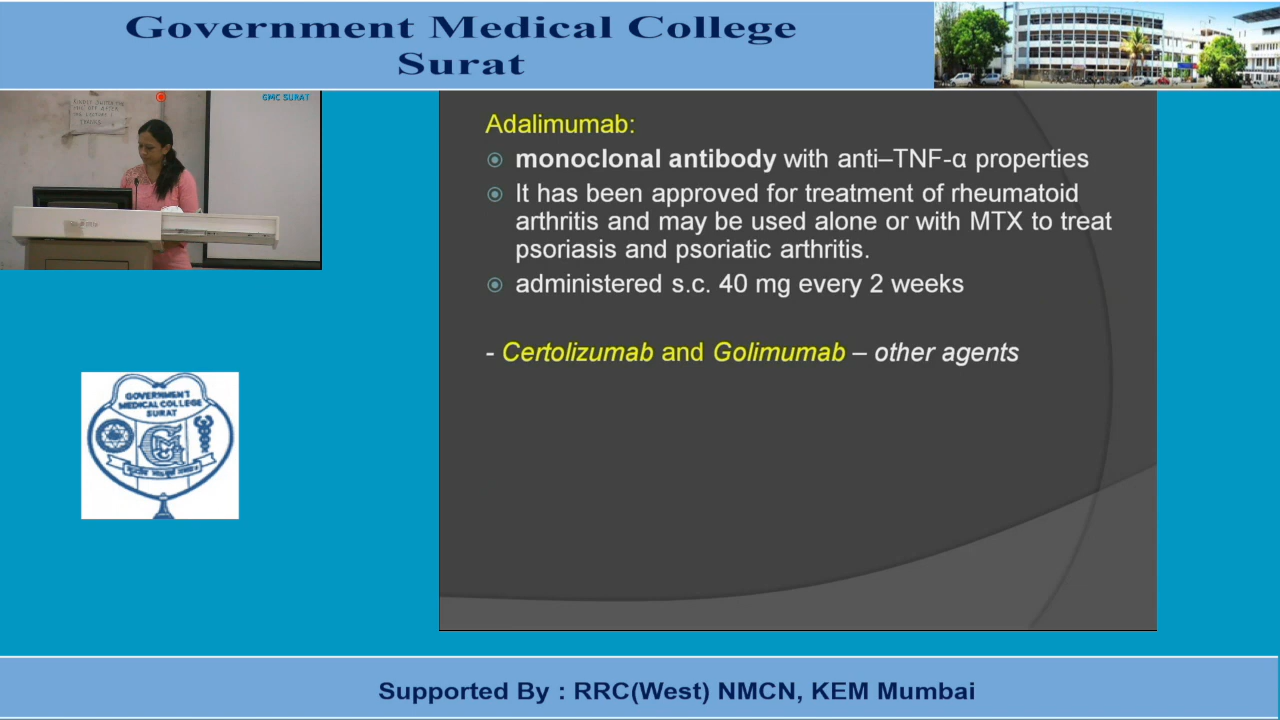 Government Medical College
Surat
GMC SURAT
Adalimumab:
monoclonal antibody with anti–TNF-α properties
It has been approved for treatment of rheumatoid
arthritis and may be used alone or with MTX to treat
psoriasis and psoriatic arthritis.
administered s.c. 40 mg every 2 weeks
- Certolizumab and Golimumab – other agents
GOVERNMENT
MEDICAL COLLEGE
SURAT
Supported By : RRC(West) NMCN, KEM Mumbai